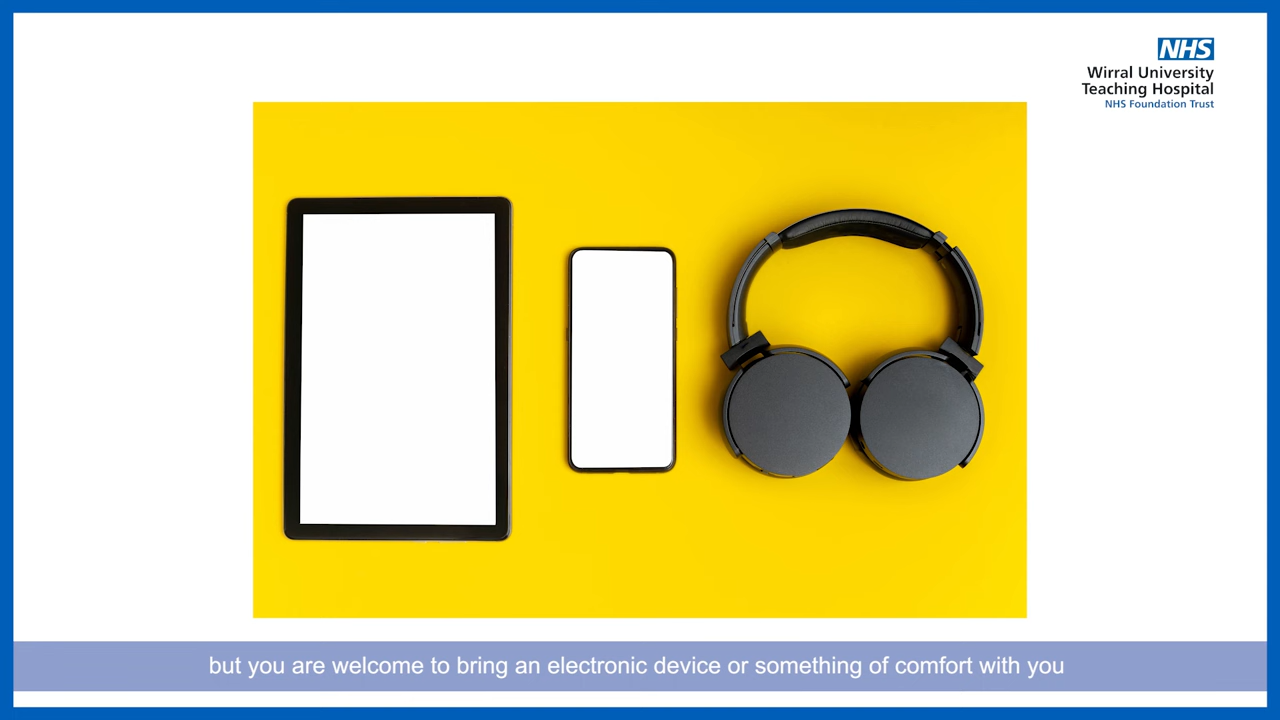 NHS
Wirral University
Teaching Hospital
NHS Foundation Trust
but you are welcome to bring an electronic device or something of comfort with you